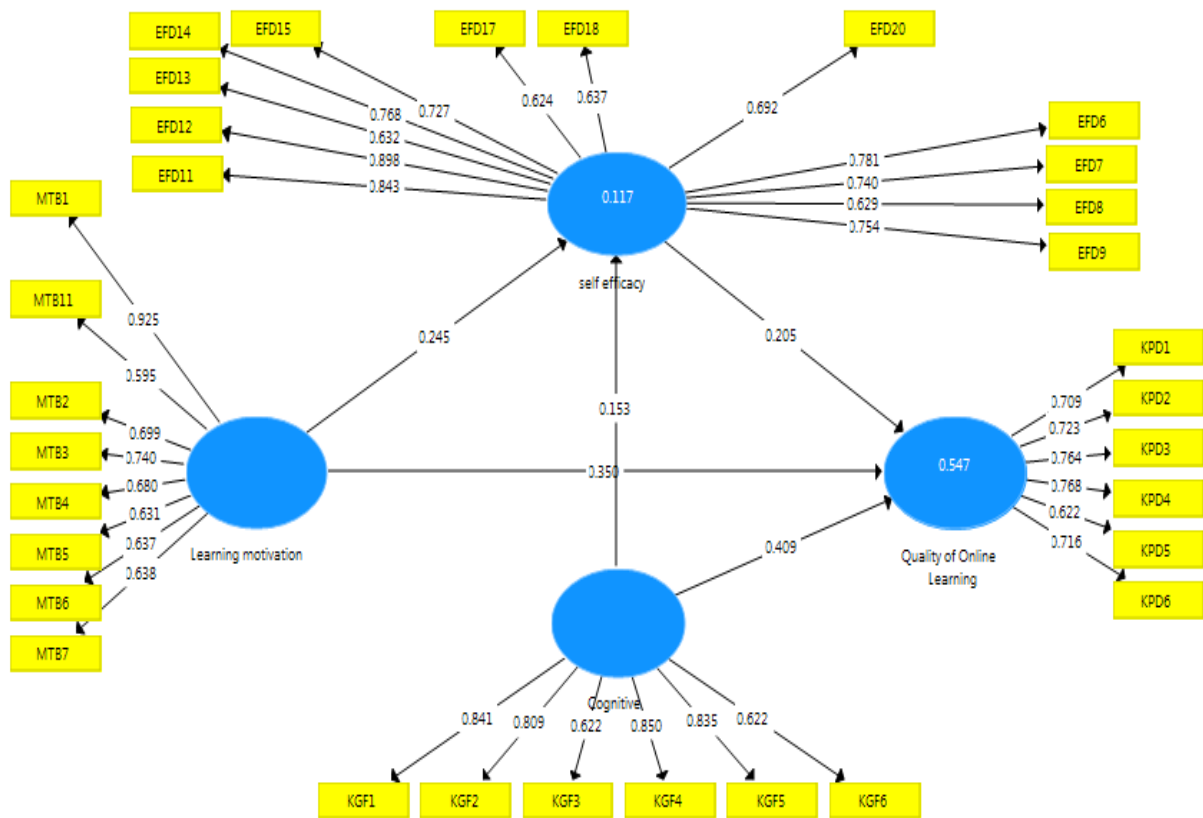 EFD14
EFD15
EFD17
EFD18
EFD20
EFD13
EFD12
EFD11
0.768
0.727
0.632
0.898
0.843
0.624
0.637
0.692
EFD6
EFD7
EFD8
EFD9
0.781
0.740
0.629
0.754
0.117
self efficacy
MTB1
MTB11
MTB2
MTB3
MTB4
MTB5
MTB6
MTB7
0.925
0.595
0.699
0.740
0.680
0.631
0.637
0.638
Learning motivation
0.245
0.153
0.205
0.350
0.409
0.547
Quality of Online
Learning
KPD1
KPD2
KPD3
KPD4
KPD5
KPD6
0.709
0.723
0.764
0.768
0.622
0.716
Cognitive
0.841
0.809
0.622
0.850
0.835
0.622
KGF1
KGF2
KGF3
KGF4
KGF5
KGF6